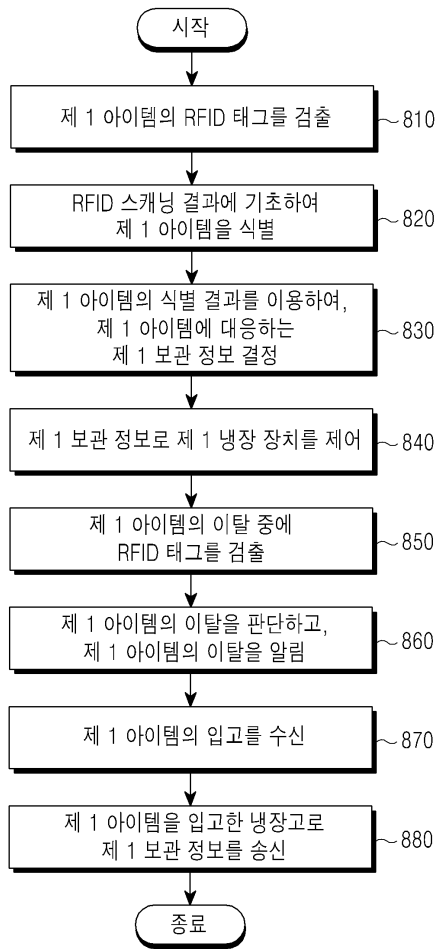 시작
제 1 아이템의 RFID 태그를 검출
810
RFID 스캐닝 결과에 기초하여
제 1 아이템을 식별
820
제 1 아이템의 식별 결과를 이용하여,
제 1 아이템에 대응하는
제 1 보관 정보 결정
830
제 1 보관 정보로 제 1 냉장 장치를 제어
840
제 1 아이템의 이탈 중에
RFID 태그를 검출
850
제 1 아이템의 이탈을 판단하고,
제 1 아이템의 이탈을 알림
860
제 1 아이템의 입고를 수신
870
제 1 아이템을 입고한 냉장고로
제 1 보관 정보를 송신
880
종료